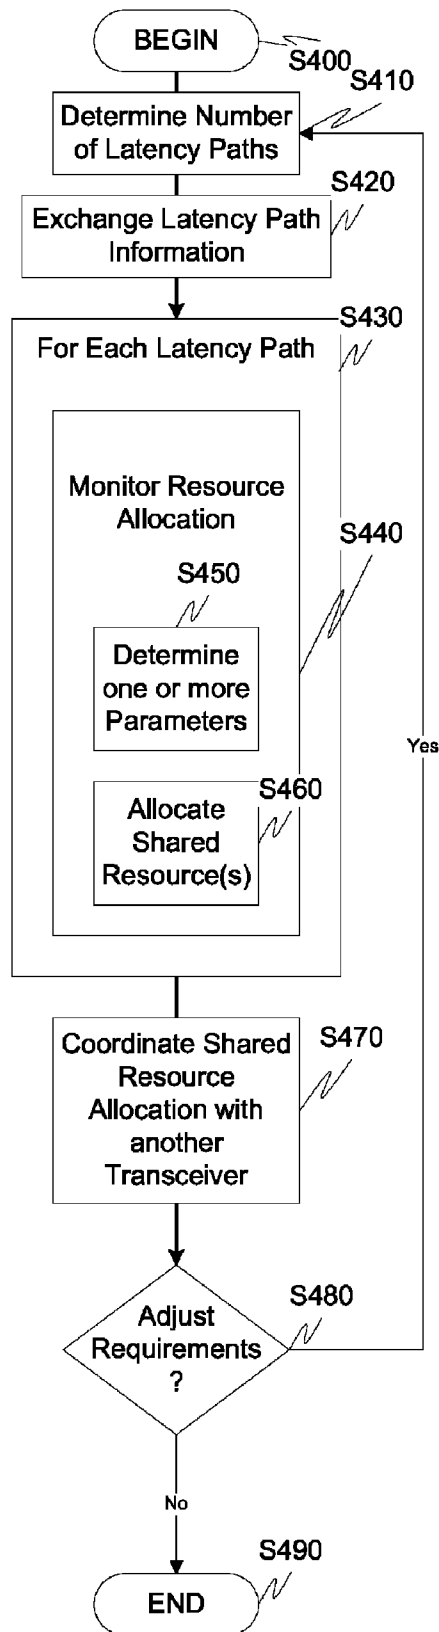 BEGIN
S400
S410
Determine Number
of Latency Paths
S420
Exchange Latency Path
Information
S430
For Each Latency Path
Monitor Resource
Allocation
S440
S450
Determine
one or more
Parameters
Yes
S460
Allocate
Shared
Resource(s)
Coordinate Shared
Resource
Allocation with
another
Transceiver
S470
S480
Adjust
Requirements
?
No
S490
END